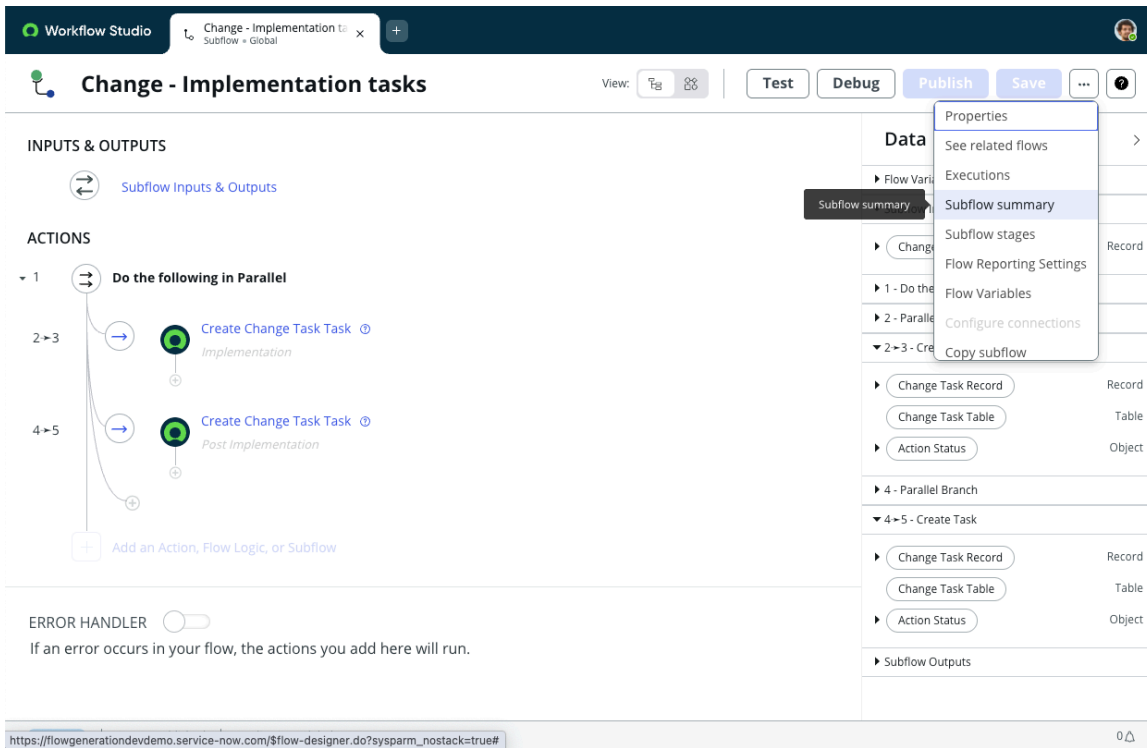 Workflow Studio
Change - Implementation ta
Subflow • Global
Change - Implementation tasks
View:
Test
Debug
Publish
Save
INPUTS & OUTPUTS
Subflow Inputs & Outputs
ACTIONS
1
Do the following in Parallel
2➛3
Create Change Task Task
Implementation
4➛5
Create Change Task Task
Post Implementation
Add an Action, Flow Logic, or Subflow
ERROR HANDLER
If an error occurs in your flow, the actions you add here will run.
Properties
See related flows
Executions
Subflow summary
Subflow stages
Flow Reporting Settings
Flow Variables
Configure connections
Copy subflow
Subflow summary
Data
Flow Varia
Change
Record
1 - Do the
2 - Paralle
2➛3 - Cre
Change Task Record
Record
Change Task Table
Table
Action Status
Object
4 - Parallel Branch
4➛5 - Create Task
Change Task Record
Record
Change Task Table
Table
Action Status
Object
Subflow Outputs
https://flowgenerationdevdemo.service-now.com/$flow-designer.do?sysparm_nostack=true#
0